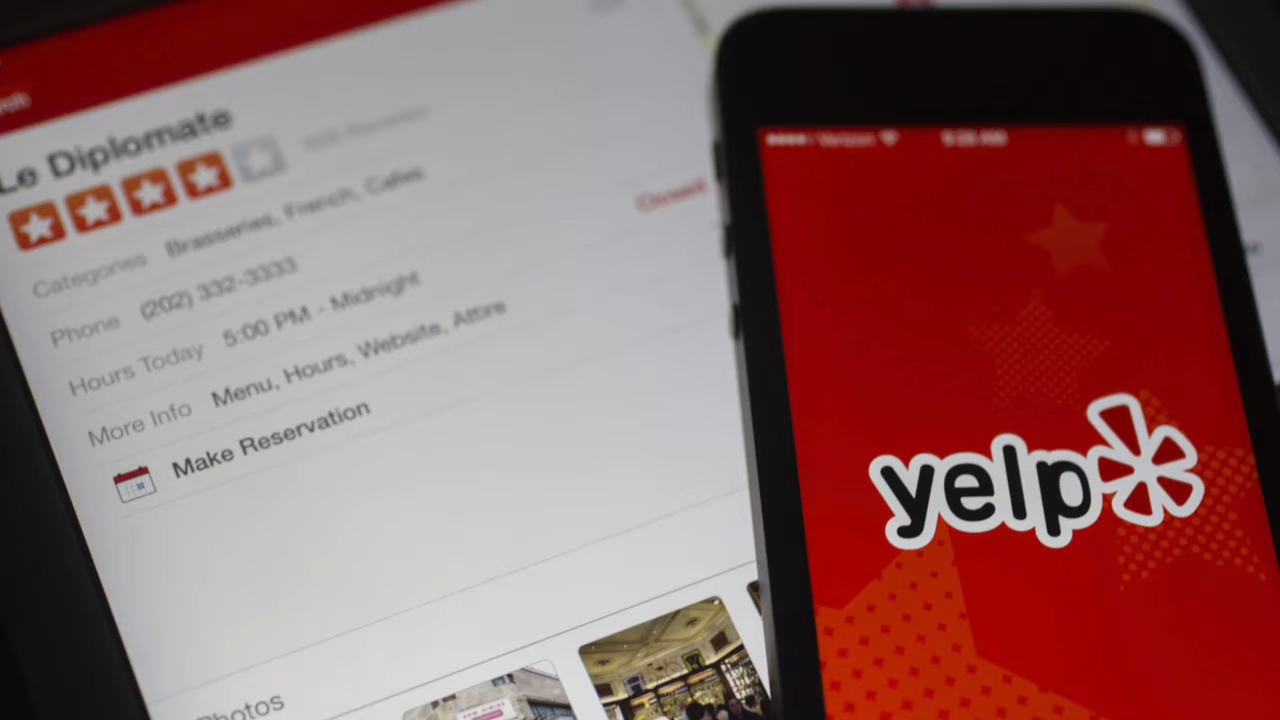 Le Diplomate
Closed
Categories Brasseries, French, Cafes
Phone (202) 332-3333
Hours Today 5:00 PM - Midnight
More Info Menu, Hours, Website, Attire
Make Reservation
Photos
Verizon
yelp